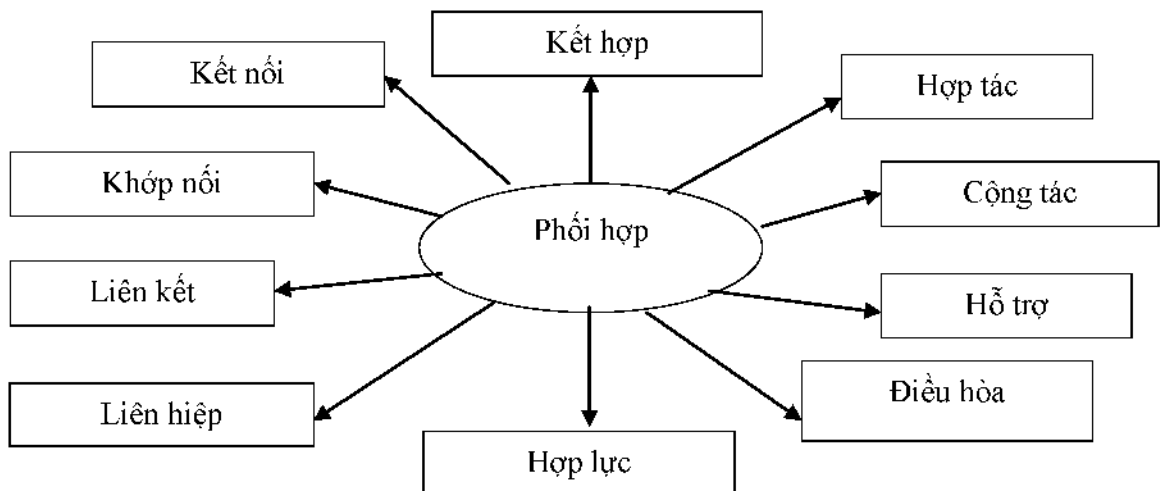 Kết hợp
Kết nối
Hợp tác
Khớp nối
Cộng tác
Phối hợp
Liên kết
Hỗ trợ
Liên hiệp
Điều hòa
Hợp lực